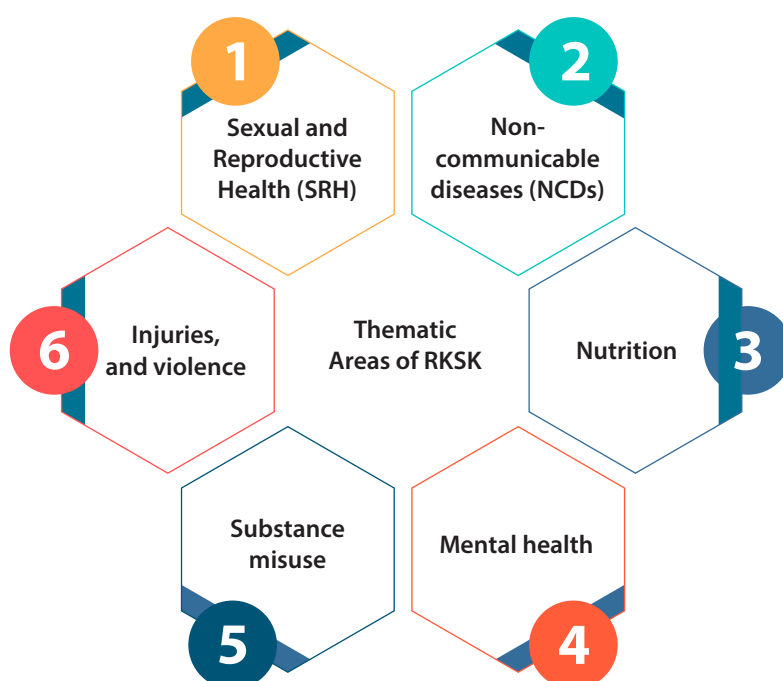 1
Sexual and
Reproductive
Health (SRH)
2
Non-
communicable
diseases (NCDs)
6
Injuries,
and violence
Thematic
Areas of RKSK
Nutrition
3
Substance
misuse
5
Mental health
4